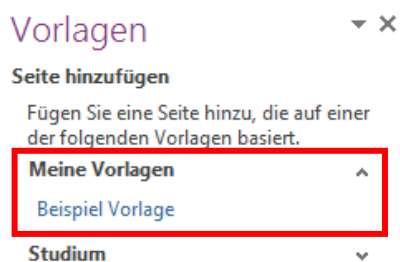 Vorlagen
Seite hinzufügen
Fügen Sie eine Seite hinzu, die auf einer
der folgenden Vorlagen basiert.
Meine Vorlagen
Beispiel Vorlage
Studium